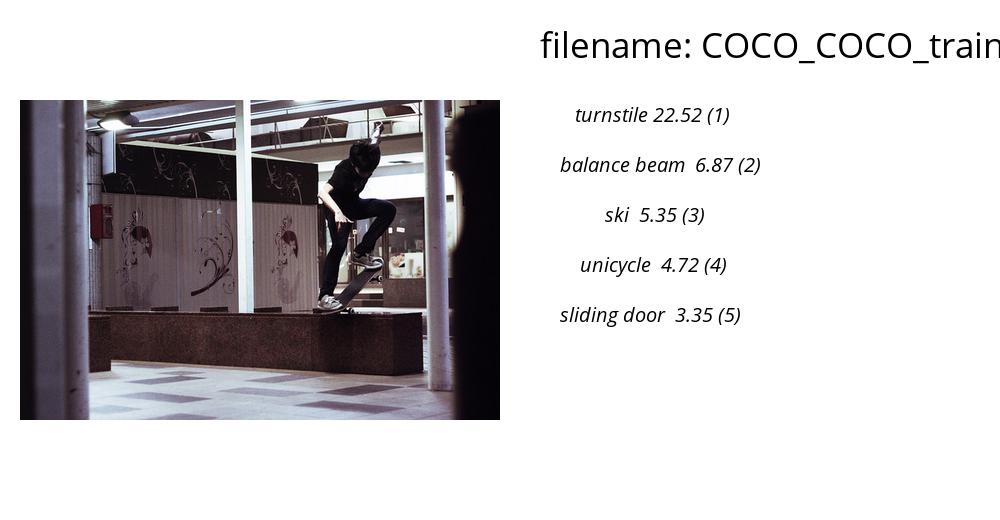 filename: COCO_COCO_train
turnstile 22.52 (1)
balance beam 6.87 (2)
ski 5.35 (3)
unicycle 4.72 (4)
sliding door 3.35 (5)